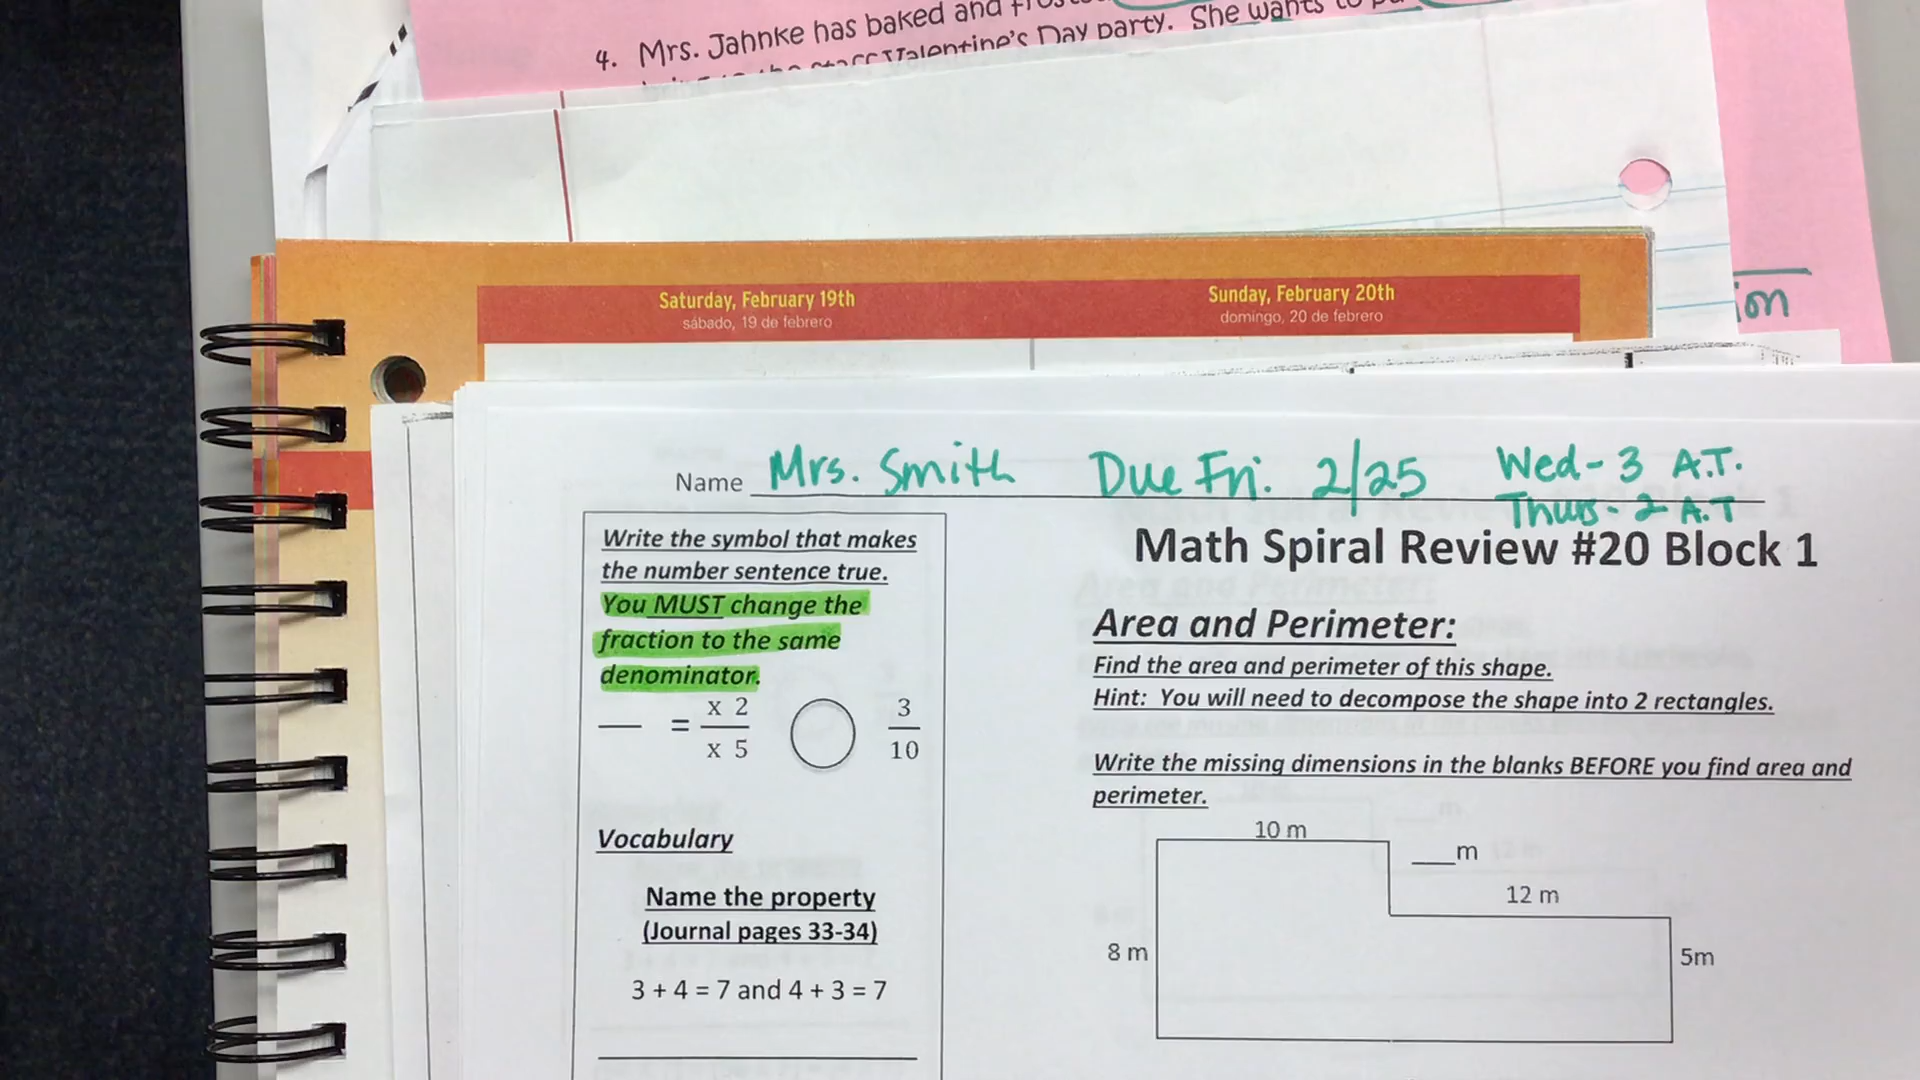 4. Mrs. Jahnke has baked and
the staff Valentine's Day party. She wants to
Saturday, February 19th
sábado, 19 de febrero
Sunday, February 20th
domingo, 20 de febrero
Name Mrs. Smith Due Fri. 2/25 Wed- 3 A.T.
Thurs- 2 A.T
Math Spiral Review #20 Block 1
Write the symbol that makes
the number sentence true.
You MUST change the
fraction to the same
denominator.
__ = x 2 / x 5 ◯ 3 / 10
Vocabulary
Name the property
(Journal pages 33-34)
3 + 4 = 7 and 4 + 3 = 7
Area and Perimeter:
Find the area and perimeter of this shape.
Hint: You will need to decompose the shape into 2 rectangles.
Write the missing dimensions in the blanks BEFORE you find area and
perimeter.
10 m
___m
12 m
8 m
5m